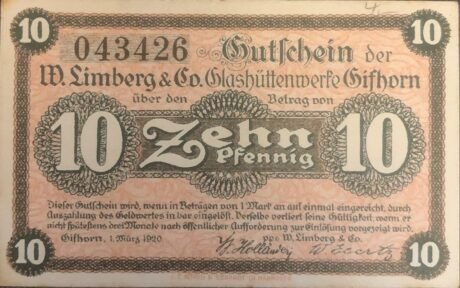 4
10 10
043426 Gutschein der
W. Limberg & Co. Glashüttenwerke Gifhorn
über den Betrag von
10 Zehn Pfennig 10
Dieser Gutschein wird, wenn in Beträgen von 1 Mark an auf einmal eingereicht, durch
Auszahlung des Geldwertes in bar eingelöst. Derselbe verliert seine Gültigkeit, wenn er
nicht spätestens drei Monate nach öffentlicher Aufforderung zur Einlösung vorgezeigt wird.
Gifhorn, 1. März 1920 ppa W. Limberg & Co.
10 10